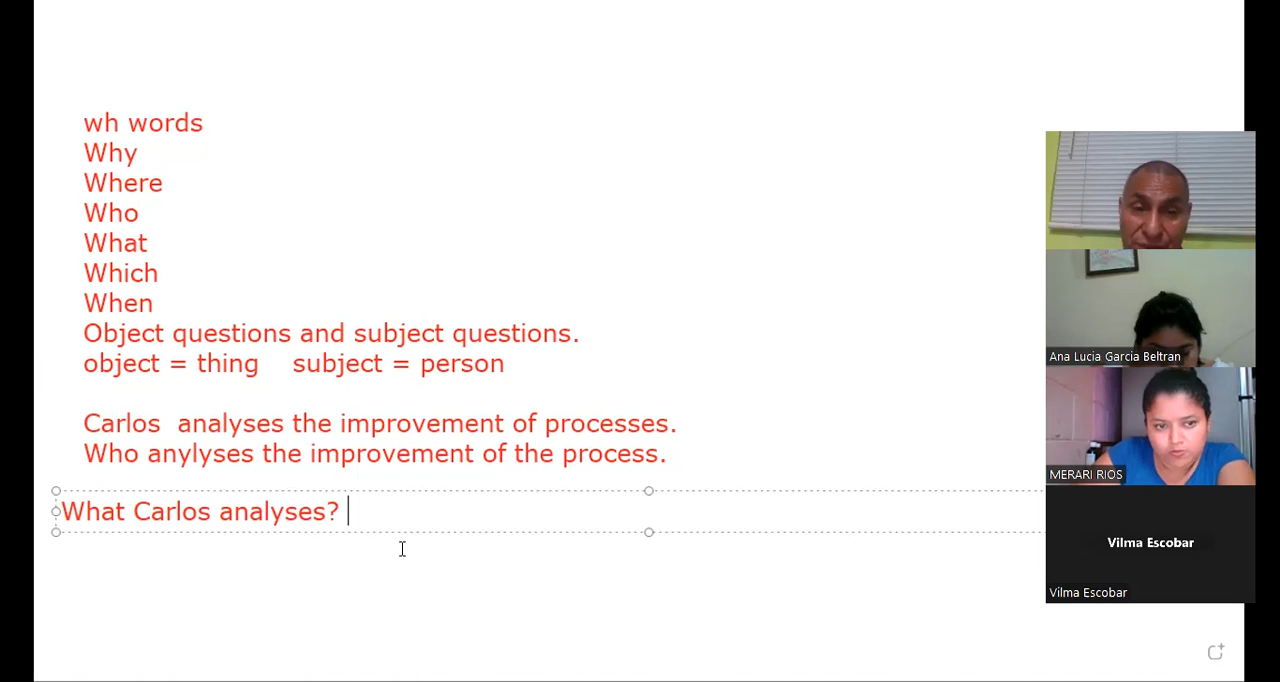 wh words
Why
Where
Who
What
Which
When
Object questions and subject questions.
object = thing    subject = person
Carlos  analyses the improvement of processes.
Who anylyses the improvement of the process.
What Carlos analyses?
Ana Lucia Garcia Beltran
MERARI RIOS
Vilma Escobar
Vilma Escobar